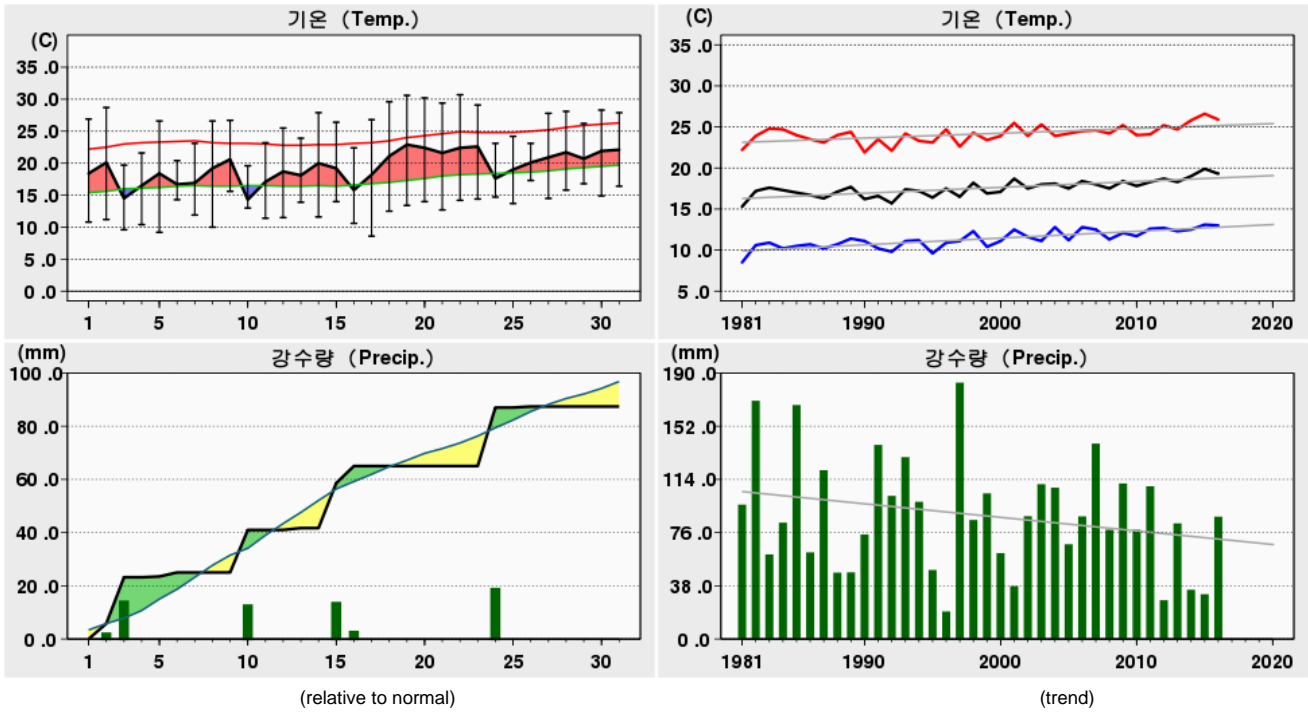 기온 (Temp.)
(C)
35 .0
30 .0
25 .0
20 .0
15 .0
10 .0
5 .0
0 .0
1 5 10 15 20 25 30
기온 (Temp.)
(C)
35 .0
30 .0
25 .0
20 .0
15 .0
10 .0
5 .0
1981 1990 2000 2010 2020
강수량 (Precip.)
(mm)
100 .0
80 .0
60 .0
40 .0
20 .0
0 .0
1 5 10 15 20 25 30
(relative to normal)
강수량 (Precip.)
(mm)
190 .0
152 .0
114 .0
76 .0
38 .0
0 .0
1981 1990 2000 2010 2020
(trend)